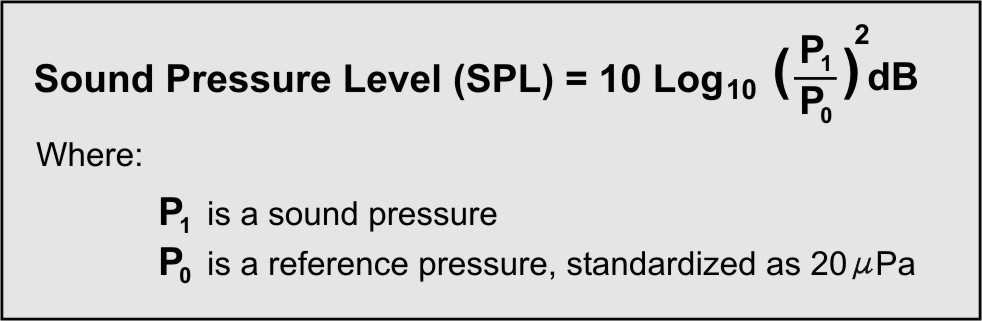 Sound Pressure Level (SPL) = 10 Log₁₀ (P₁/P₀)² dB
Where:
P₁ is a sound pressure
P₀ is a reference pressure, standardized as 20 μPa